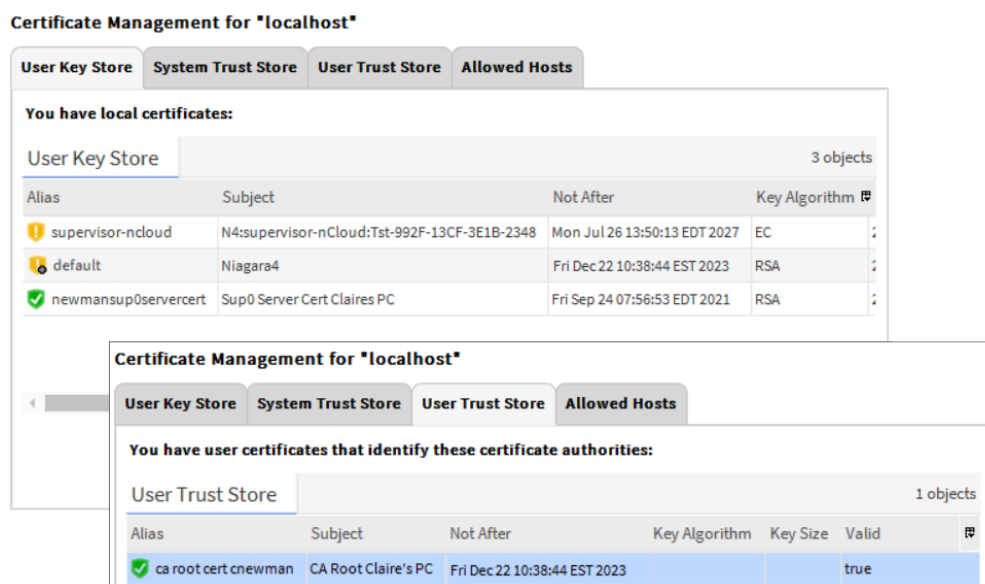 Certificate Management for "localhost"
User Key Store System Trust Store User Trust Store Allowed Hosts
You have local certificates:
User Key Store 3 objects
Alias Subject Not After Key Algorithm
supervisor-ncloud N4:supervisor-nCloud:Tst-992F-13CF-3E1B-2348 Mon Jul 26 13:50:13 EDT 2027 EC
default Niagara4 Fri Dec 22 10:38:44 EST 2023 RSA
newmansup0servercert Sup0 Server Cert Claires PC Fri Sep 24 07:56:53 EDT 2021 RSA
Certificate Management for "localhost"
User Key Store System Trust Store User Trust Store Allowed Hosts
You have user certificates that identify these certificate authorities:
User Trust Store 1 objects
Alias Subject Not After Key Algorithm Key Size Valid
ca root cert cnewman CA Root Claire's PC Fri Dec 22 10:38:44 EST 2023 true